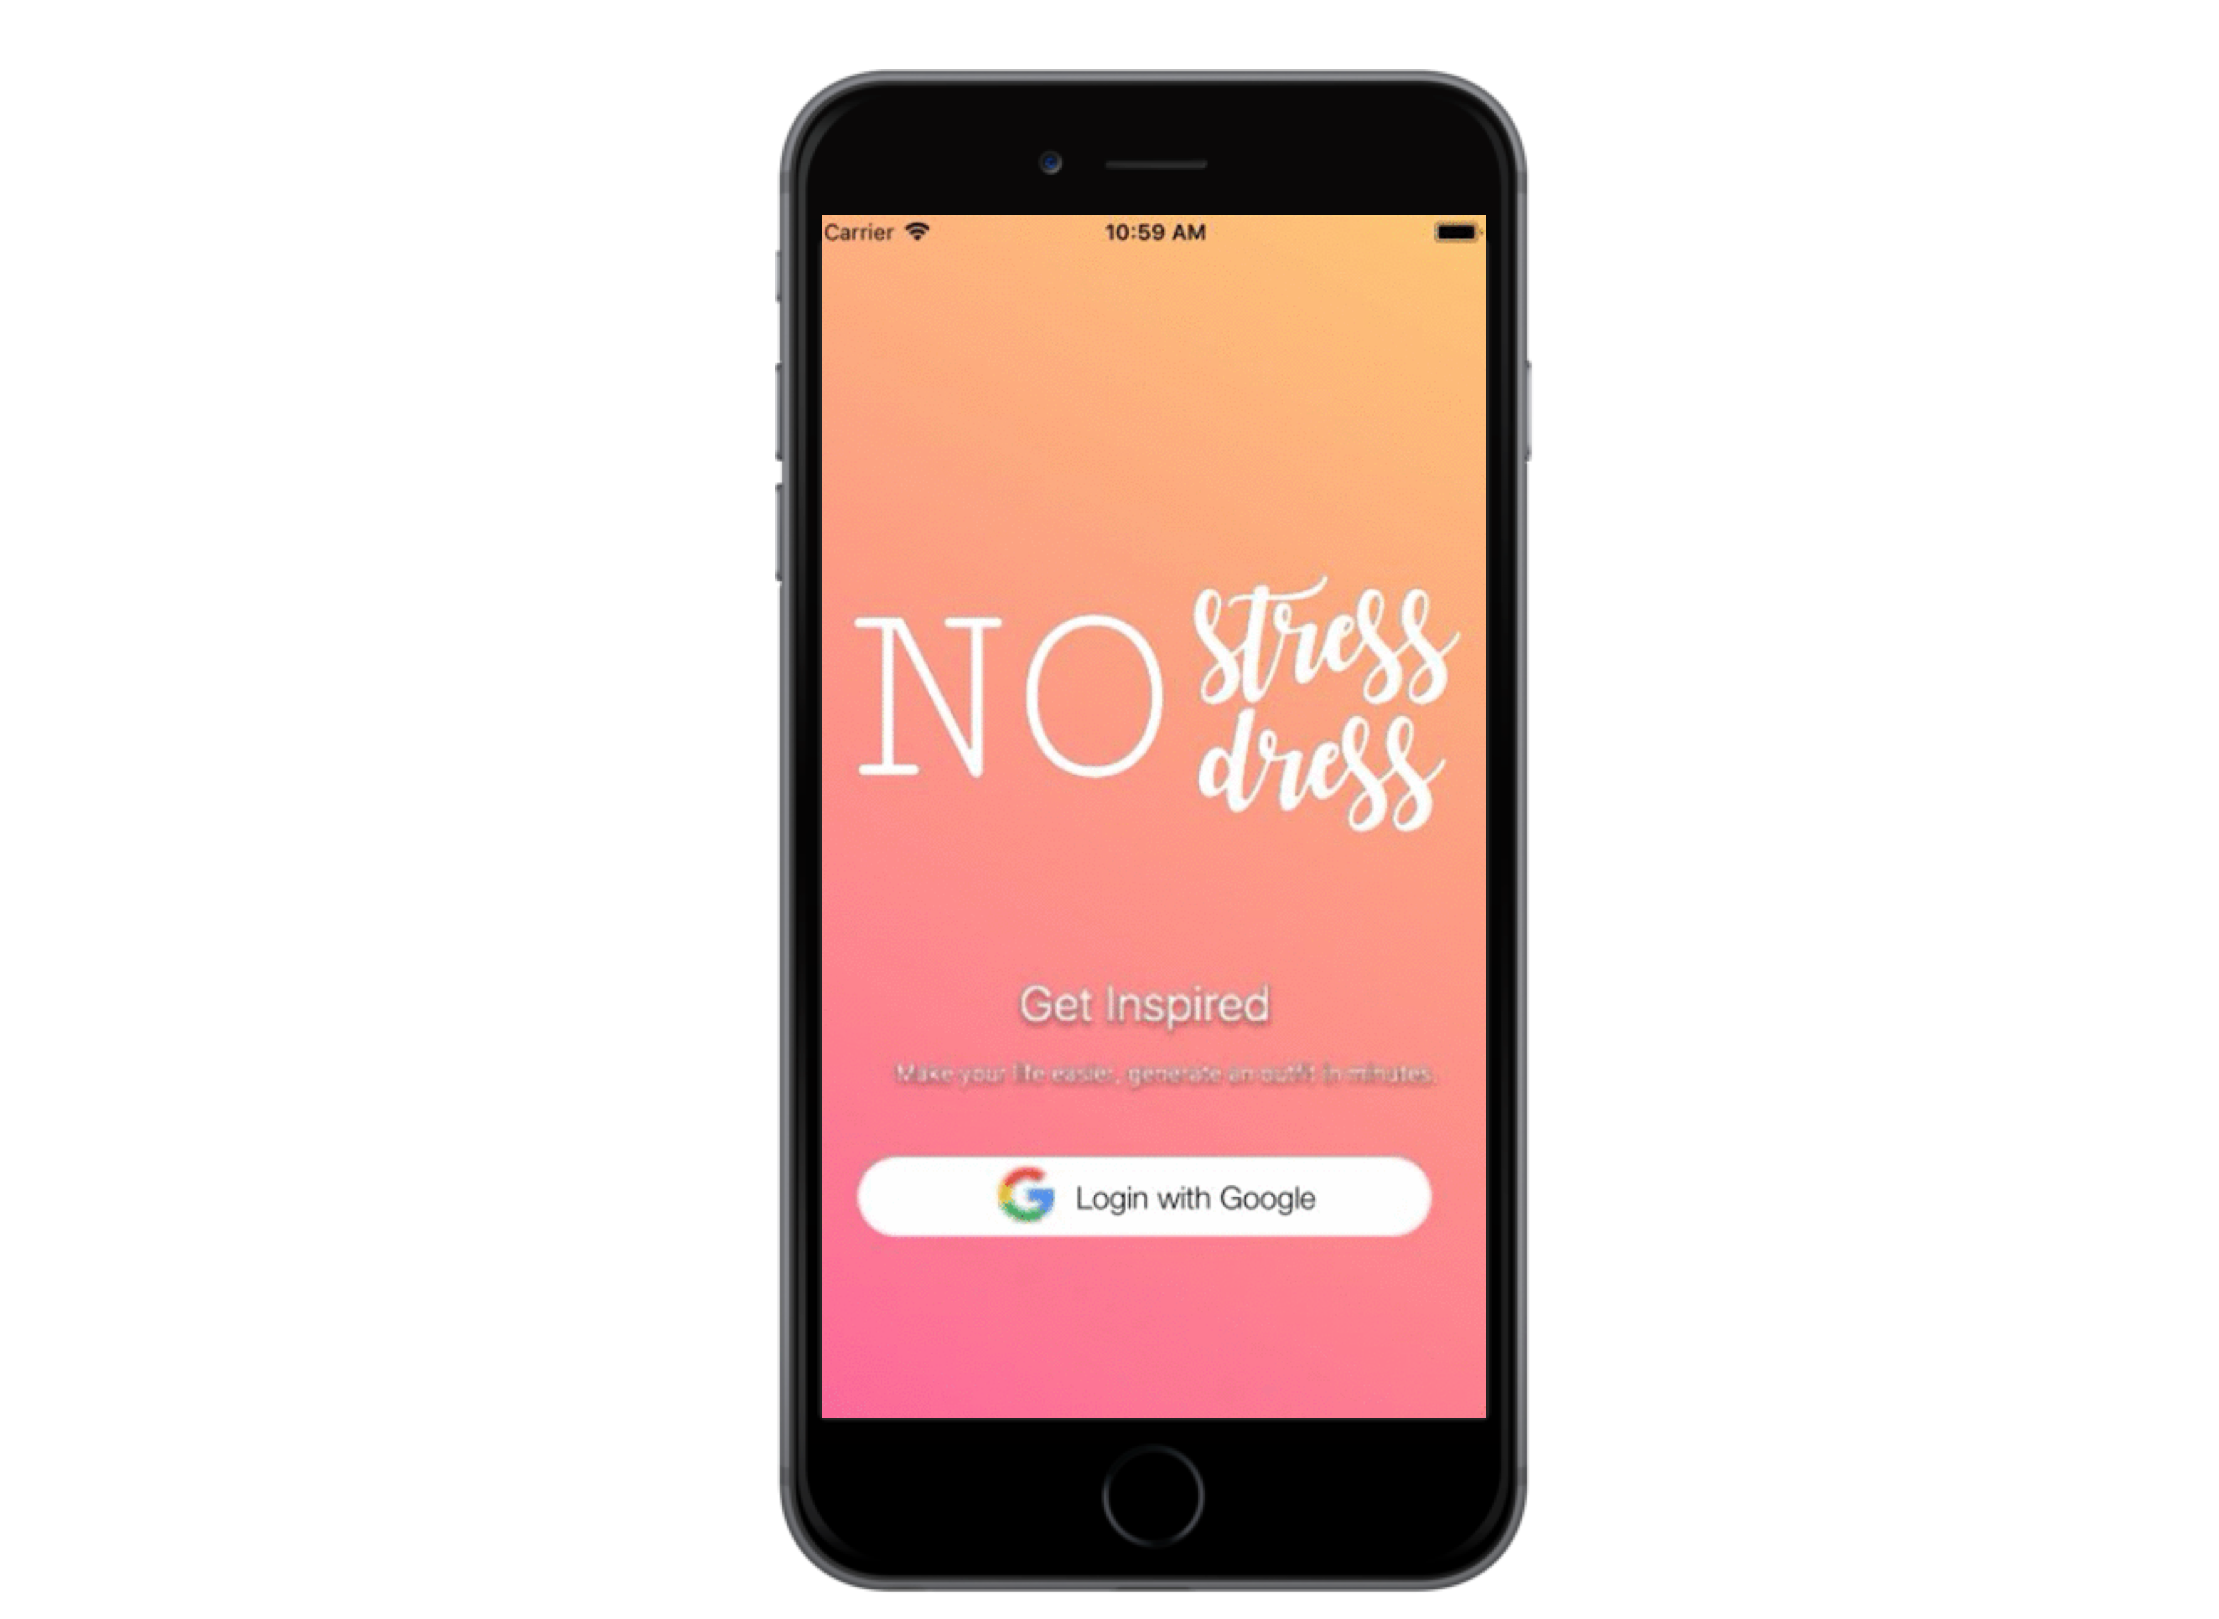 Carrier 10:59 AM
NO stress
dress
Get Inspired
Make your life easier, generate an outfit in minutes.
Login with Google